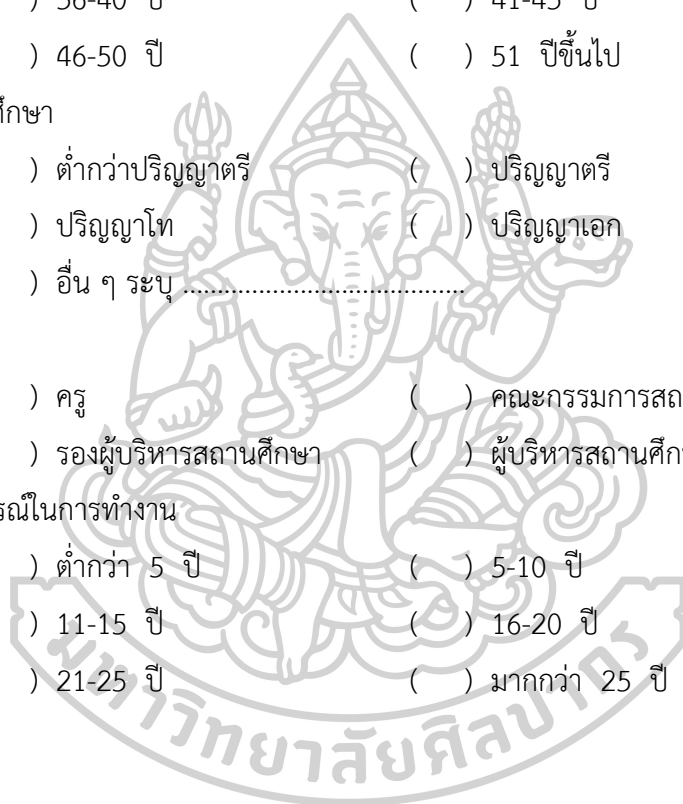 ) 36-40 ปี ( ) 41-45 ปี
) 46-50 ปี ( ) 51 ปีขึ้นไป
ศึกษา
) ต่ำกว่าปริญญาตรี ( ) ปริญญาตรี
) ปริญญาโท ( ) ปริญญาเอก
) อื่น ๆ ระบุ ..........................................
) ครู ( ) คณะกรรมการสถ
) รองผู้บริหารสถานศึกษา ( ) ผู้บริหารสถานศึก
รณ์ในการทำงาน
) ต่ำกว่า 5 ปี ( ) 5-10 ปี
) 11-15 ปี ( ) 16-20 ปี
) 21-25 ปี ( ) มากกว่า 25 ปี
มหาวิทยาลัยศิลปากร